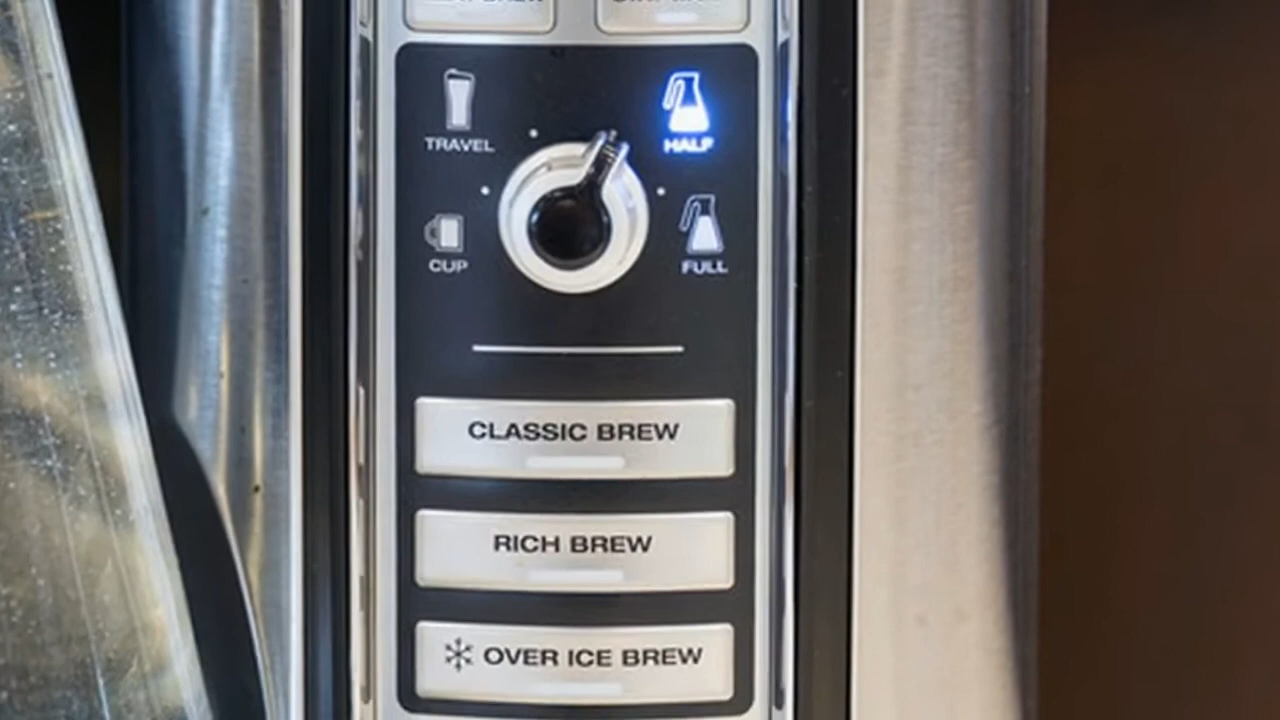 TRAVEL
HALF
CUP
FULL
CLASSIC BREW
RICH BREW
OVER ICE BREW